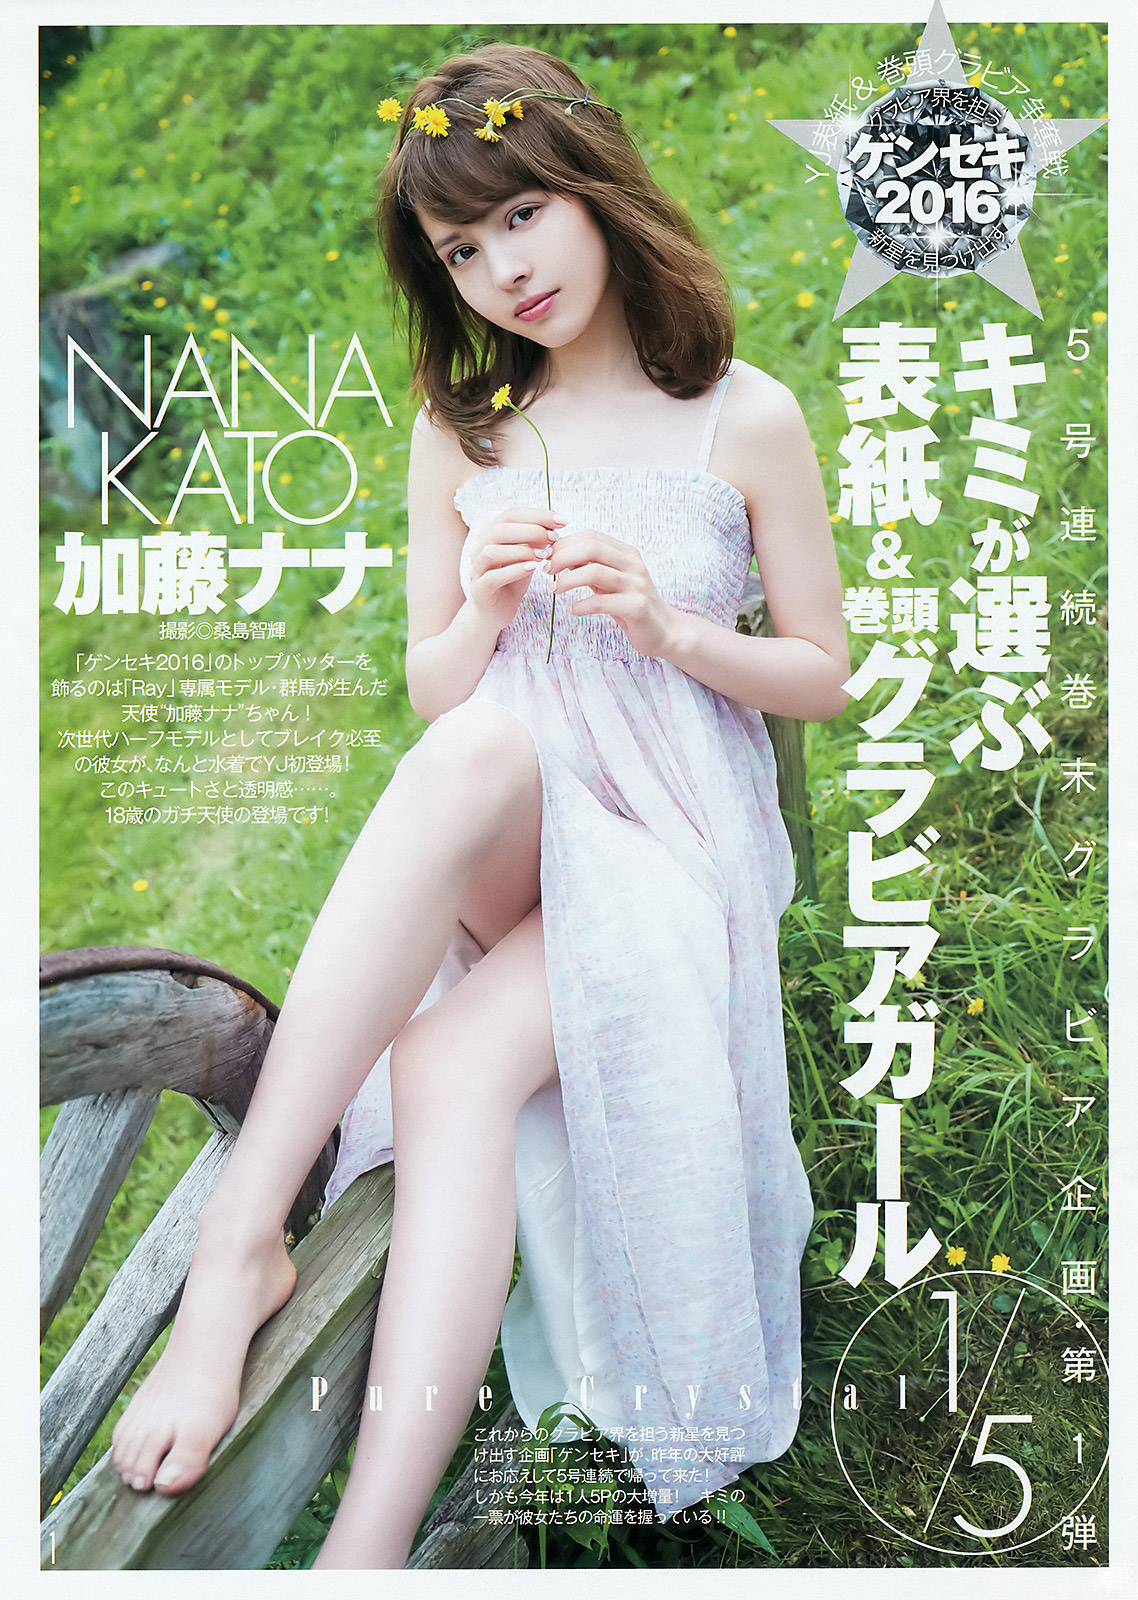 YJ表紙&巻頭グラビア争奪戦
グラビア界を担う
ゲンセキ
2016
新星を見つけ出す
5号連続巻末グラビア企画・第1弾
キミが選ぶ
表紙&巻頭グラビアガール
1/5
NANA
KATO
加藤ナナ
撮影◎桑島智輝
「ゲンセキ2016」のトップバッターを
飾るのは「Ray」専属モデル・群馬が生んだ
天使“加藤ナナ”ちゃん!
次世代ハーフモデルとしてブレイク必至
の彼女が、なんと水着でYJ初登場!
このキュートさと透明感……。
18歳のガチ天使の登場です!
Pure Crystal
これからのグラビア界を担う新星を見つ
け出す企画「ゲンセキ」が、昨年の大好評
にお応えして5号連続で帰って来た!
しかも今年は1人5Pの大増量! キミの
一票が彼女たちの命運を握っている!!
1